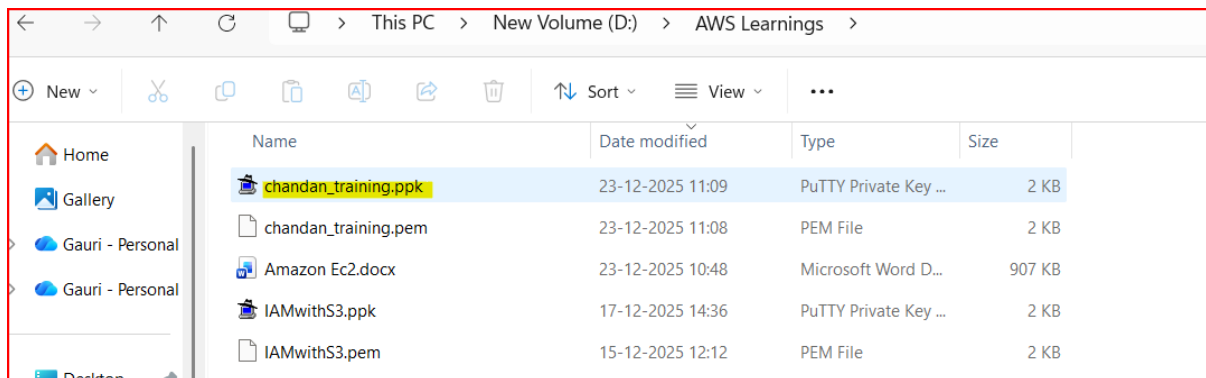 This PC > New Volume (D:) > AWS Learnings >
New Sort View ...
Name Date modified Type Size
Home
Gallery
Gauri - Personal
Gauri - Personal
chandan_training.ppk 23-12-2025 11:09 PuTTY Private Key ... 2 KB
chandan_training.pem 23-12-2025 11:08 PEM File 2 KB
Amazon Ec2.docx 23-12-2025 10:48 Microsoft Word D... 907 KB
IAMwithS3.ppk 17-12-2025 14:36 PuTTY Private Key ... 2 KB
IAMwithS3.pem 15-12-2025 12:12 PEM File 2 KB
Desktop